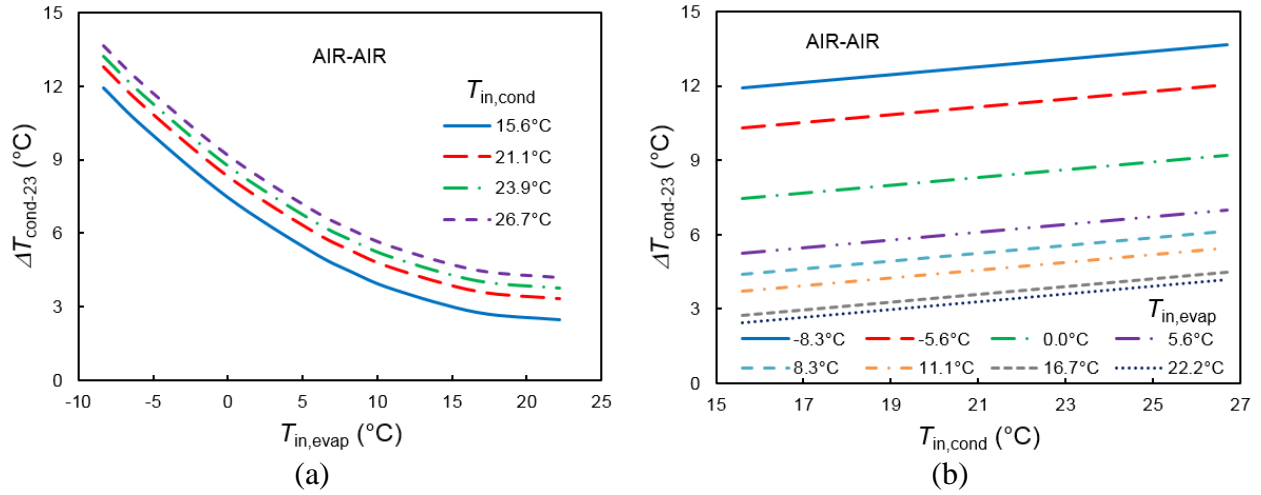 15
12
9
6
3
0
-10
-5
0
5
10
15
20
25
ΔTcond-23 (°C)
Tin,evap (°C)
AIR-AIR
Tin,cond
15.6°C
21.1°C
23.9°C
26.7°C
(a)
15
12
9
6
3
0
15
17
19
21
23
25
27
ΔTcond-23 (°C)
Tin,cond (°C)
AIR-AIR
Tin,evap
-8.3°C -5.6°C 0.0°C 5.6°C
8.3°C 11.1°C 16.7°C 22.2°C
(b)